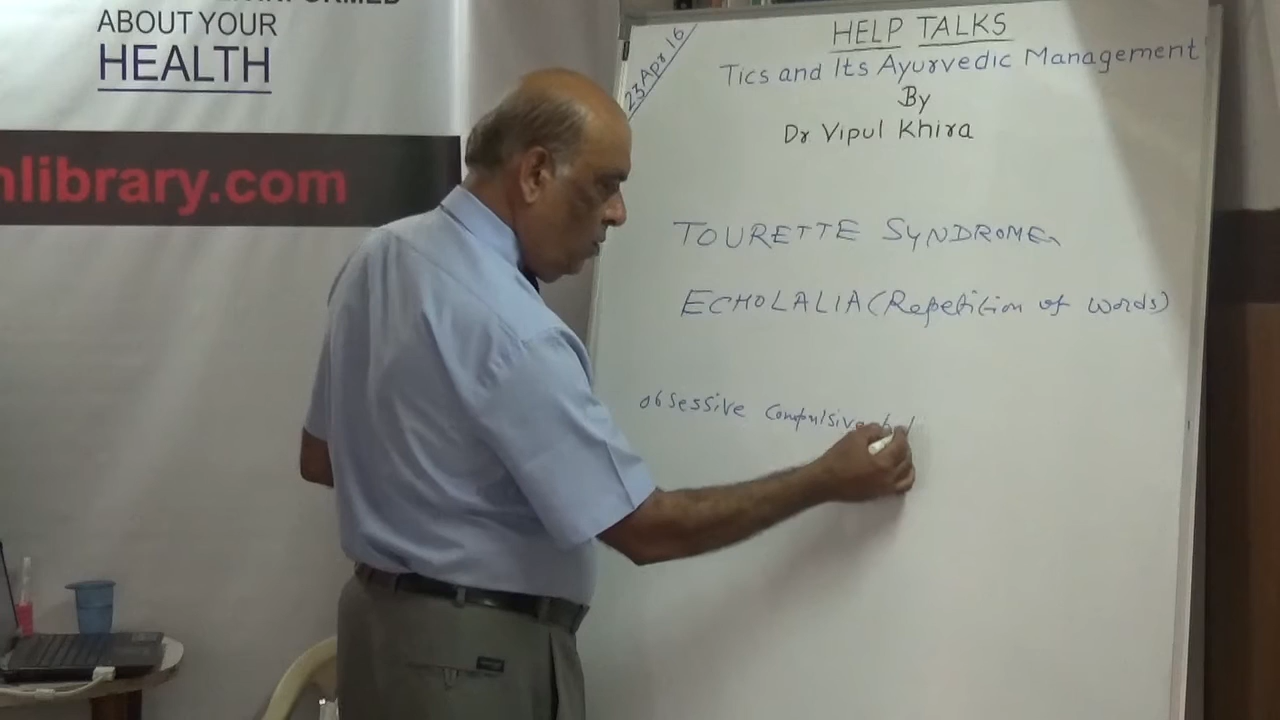 ABOUT YOUR
HEALTH
library.com
23 Apr 16
HELP TALKS
Tics and Its Ayurvedic Management
By
Dr Vipul Khira
TOURETTE SYNDROME
ECHOLALIA (Repetition of words)
obsessive Compulsive